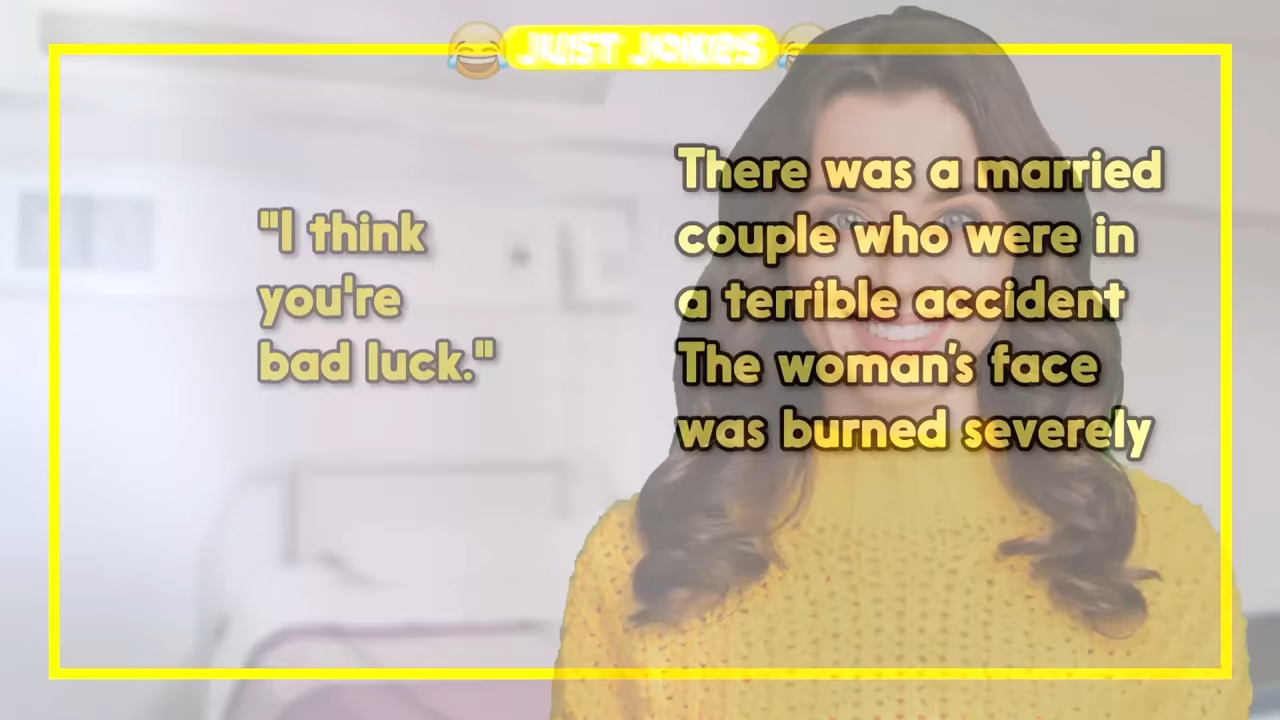 JUST JOKES
"I think
you're
bad luck."
There was a married
couple who were in
a terrible accident
The woman's face
was burned severely